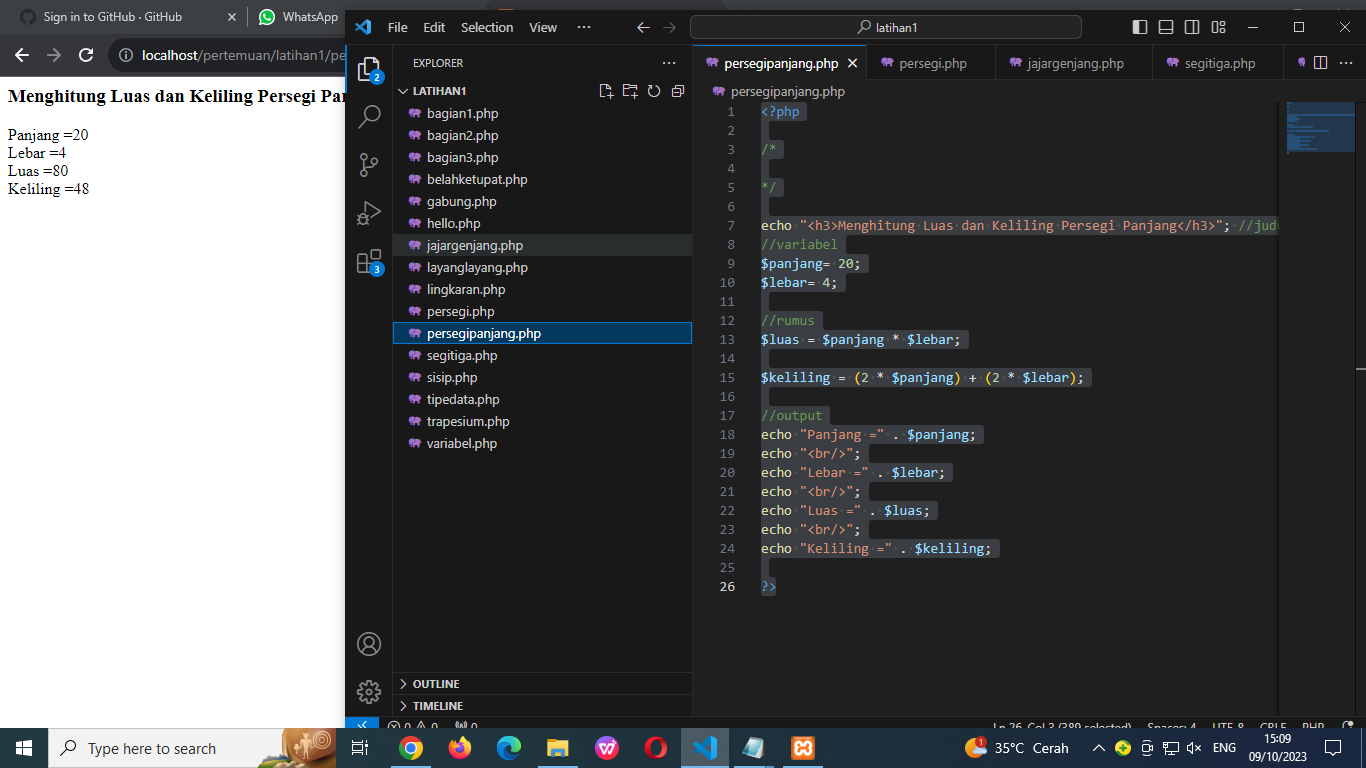 Sign in to GitHub · GitHub
WhatsApp
localhost/pertemuan/latihan1/pe
Menghitung Luas dan Keliling Persegi Pan
Panjang =20
Lebar =4
Luas =80
Keliling =48
File Edit Selection View ···
latihan1
EXPLORER
LATIHAN1
bagian1.php
bagian2.php
bagian3.php
belahketupat.php
gabung.php
hello.php
jajargenjang.php
layanglayang.php
lingkaran.php
persegi.php
persegipanjang.php
segitiga.php
sisip.php
tipedata.php
trapesium.php
variabel.php
OUTLINE
TIMELINE
2
3
persegipanjang.php
persegi.php
jajargenjang.php
segitiga.php
persegipanjang.php
1 <?php
2
3 /*
4
5 */
6
7 echo "<h3>Menghitung Luas dan Keliling Persegi Panjang</h3>"; //jud
8 //variabel
9 $panjang= 20;
10 $lebar= 4;
11
12 //rumus
13 $luas = $panjang * $lebar;
14
15 $keliling = (2 * $panjang) + (2 * $lebar);
16
17 //output
18 echo "Panjang =" . $panjang;
19 echo "<br/>";
20 echo "Lebar =" . $lebar;
21 echo "<br/>";
22 echo "Luas =" . $luas;
23 echo "<br/>";
24 echo "Keliling =" . $keliling;
25
26 ?>
0 0 0
Ln 26, Col 3 (389 selected) Spaces: 4 UTF-8 CRLF PHP
Type here to search
1
35°C Cerah
ENG
15:09
09/10/2023